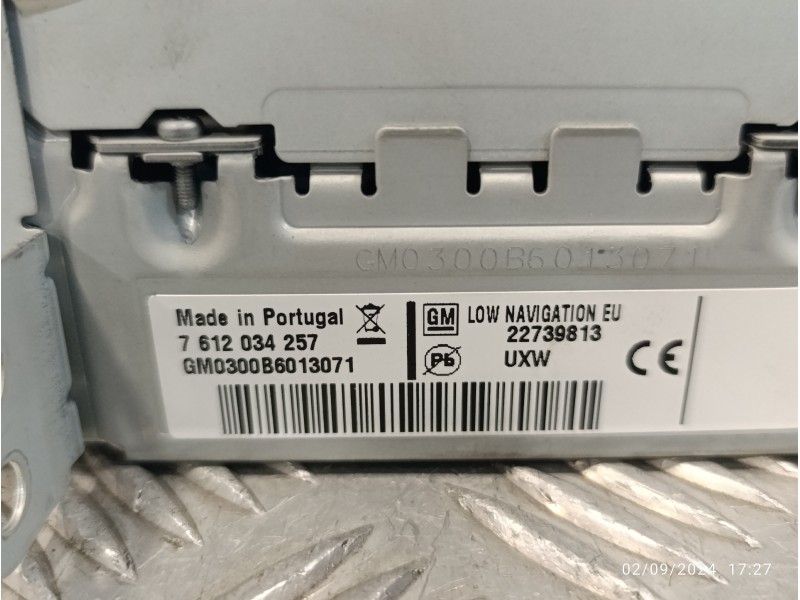 GM0300B6013071
Made in Portugal
7 612 034 257
GM0300B6013071
GM LOW NAVIGATION EU
22739813
Pb UXW
CE
02/09/2024 17:27